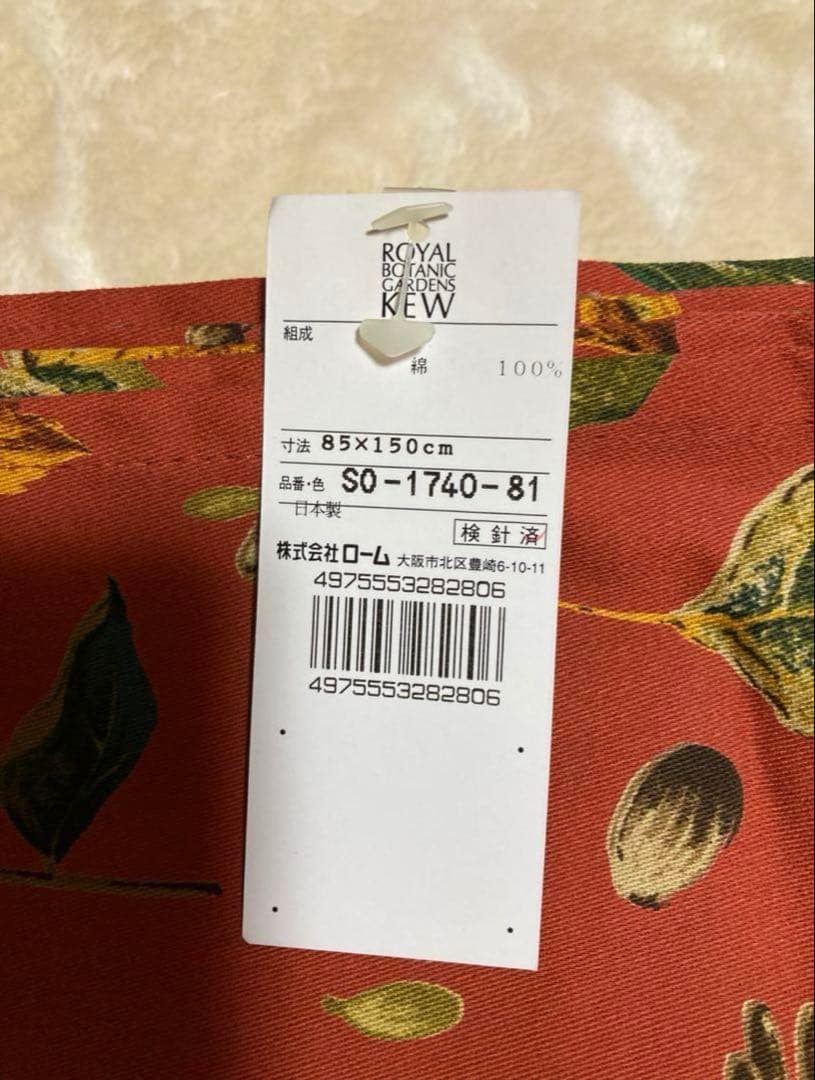 ROYAL
BOTANIC
GARDENS
KEW
組成
綿 100%
寸法 85×150cm
品番・色 SO-1740-81
日本製
検針済
株式会社ローム 大阪市北区豊崎6-10-11
4975553282806
4975553282806